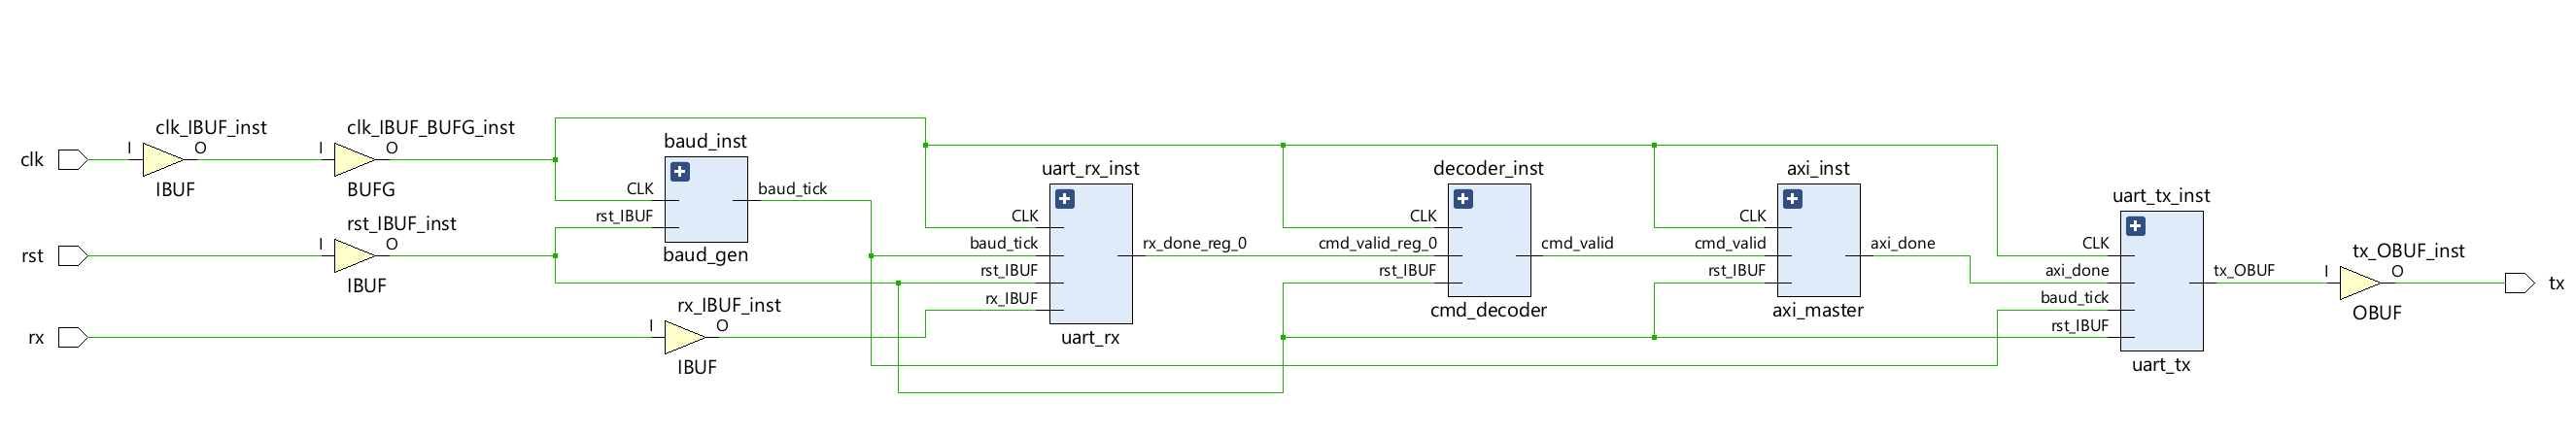 clk
I
clk_IBUF_inst
O
IBUF
I
clk_IBUF_BUFG_inst
O
BUFG
rst
I
rst_IBUF_inst
O
IBUF
rx
I
rx_IBUF_inst
O
IBUF
baud_inst
CLK
rst_IBUF
baud_tick
baud_gen
uart_rx_inst
CLK
baud_tick
rst_IBUF
rx_IBUF
rx_done_reg_0
uart_rx
decoder_inst
CLK
cmd_valid_reg_0
rst_IBUF
cmd_valid
cmd_decoder
axi_inst
CLK
cmd_valid
rst_IBUF
axi_done
axi_master
uart_tx_inst
CLK
axi_done
baud_tick
rst_IBUF
tx_OBUF
uart_tx
tx_OBUF_inst
I
O
OBUF
tx